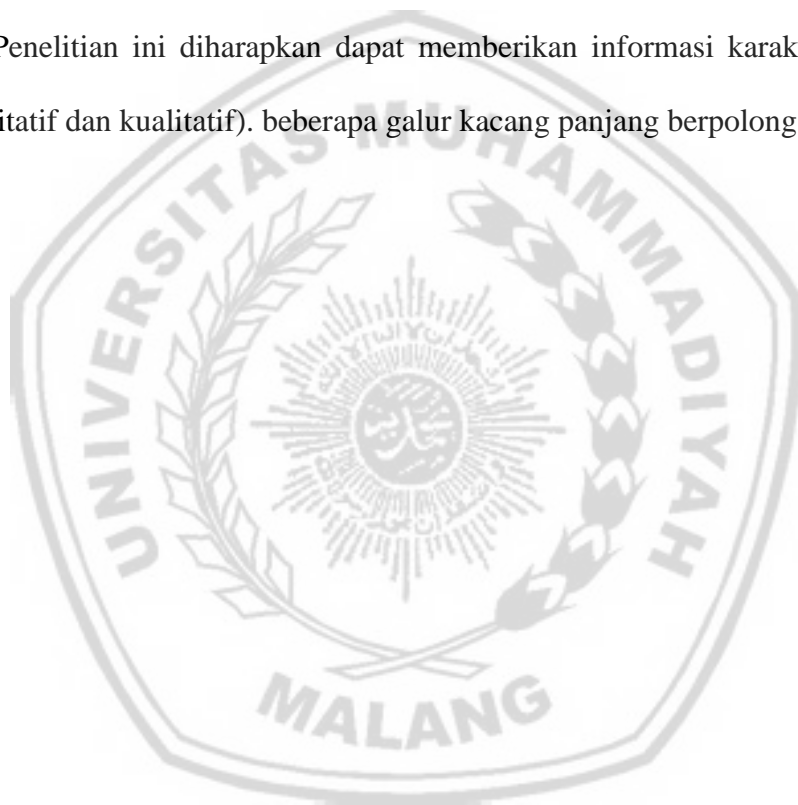 Penelitian ini diharapkan dapat memberikan informasi karak
itatif dan kualitatif). beberapa galur kacang panjang berpolong
UNIVERSITAS MUHAMMADIYAH
MALANG